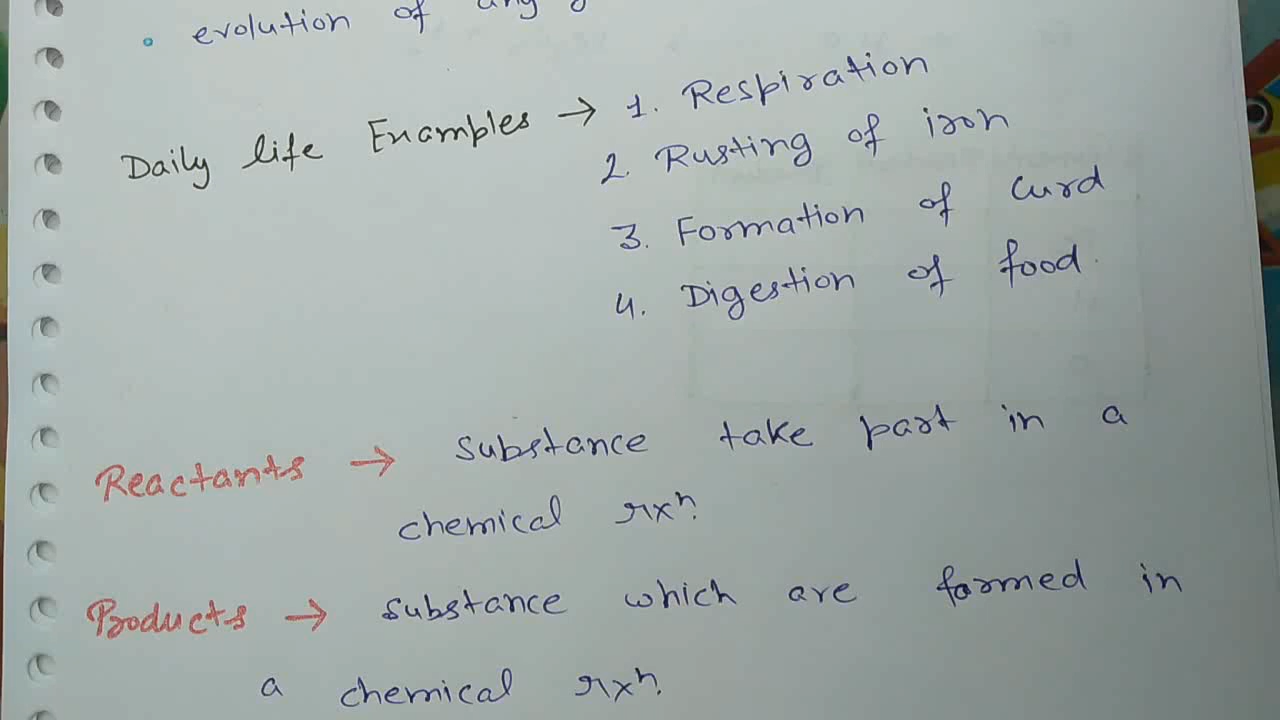 • evolution of any
Daily life Examples → 1. Respiration
2. Rusting of iron
3. Formation of Curd
4. Digestion of food.
Reactants → substance take part in a
chemical rxn.
Products → substance which are formed in
a chemical rxn.